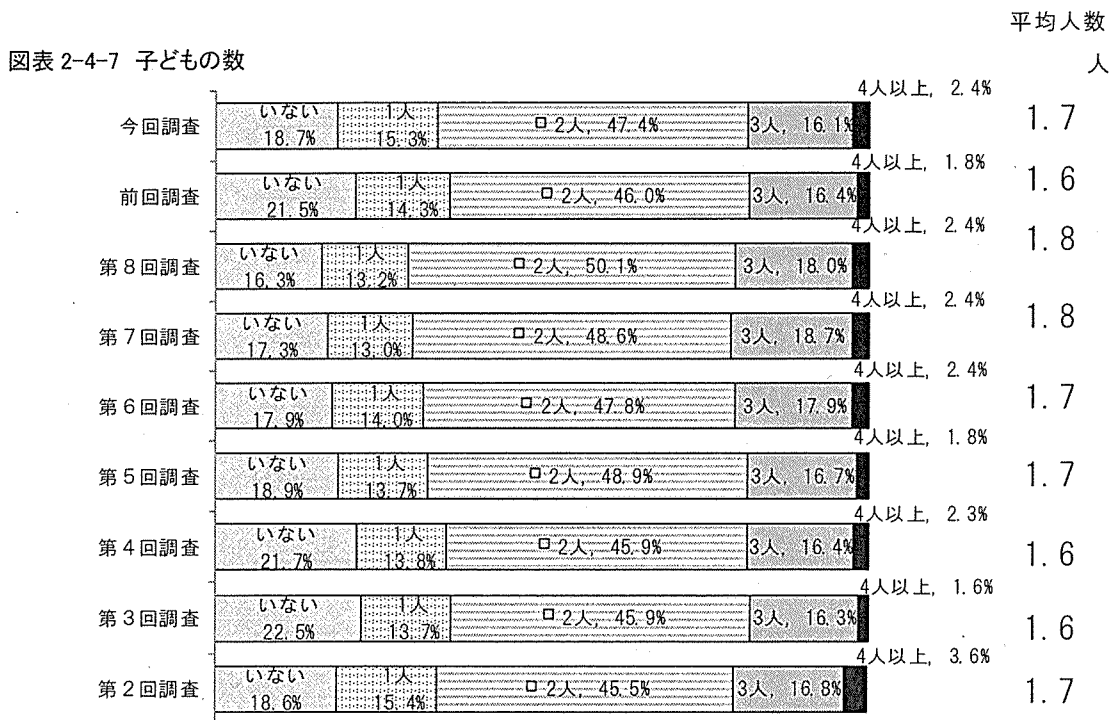 平均人数
図表 2-4-7 子どもの数
人
4人以上, 2.4%
今回調査 いない 18.7% 1人 15.3% 2人, 47.4% 3人, 16.1% 1.7
4人以上, 1.8%
前回調査 いない 21.5% 1人 14.3% 2人, 46.0% 3人, 16.4% 1.6
4人以上, 2.4%
第8回調査 いない 16.3% 1人 13.2% 2人, 50.1% 3人, 18.0% 1.8
4人以上, 2.4%
第7回調査 いない 17.3% 1人 13.0% 2人, 48.6% 3人, 18.7% 1.8
4人以上, 2.4%
第6回調査 いない 17.9% 1人 14.0% 2人, 47.8% 3人, 17.9% 1.7
4人以上, 1.8%
第5回調査 いない 18.9% 1人 13.7% 2人, 48.9% 3人, 16.7% 1.7
4人以上, 2.3%
第4回調査 いない 21.7% 1人 13.8% 2人, 45.9% 3人, 16.4% 1.6
4人以上, 1.6%
第3回調査 いない 22.5% 1人 13.7% 2人, 45.9% 3人, 16.3% 1.6
4人以上, 3.6%
第2回調査 いない 18.6% 1人 15.4% 2人, 45.5% 3人, 16.8% 1.7